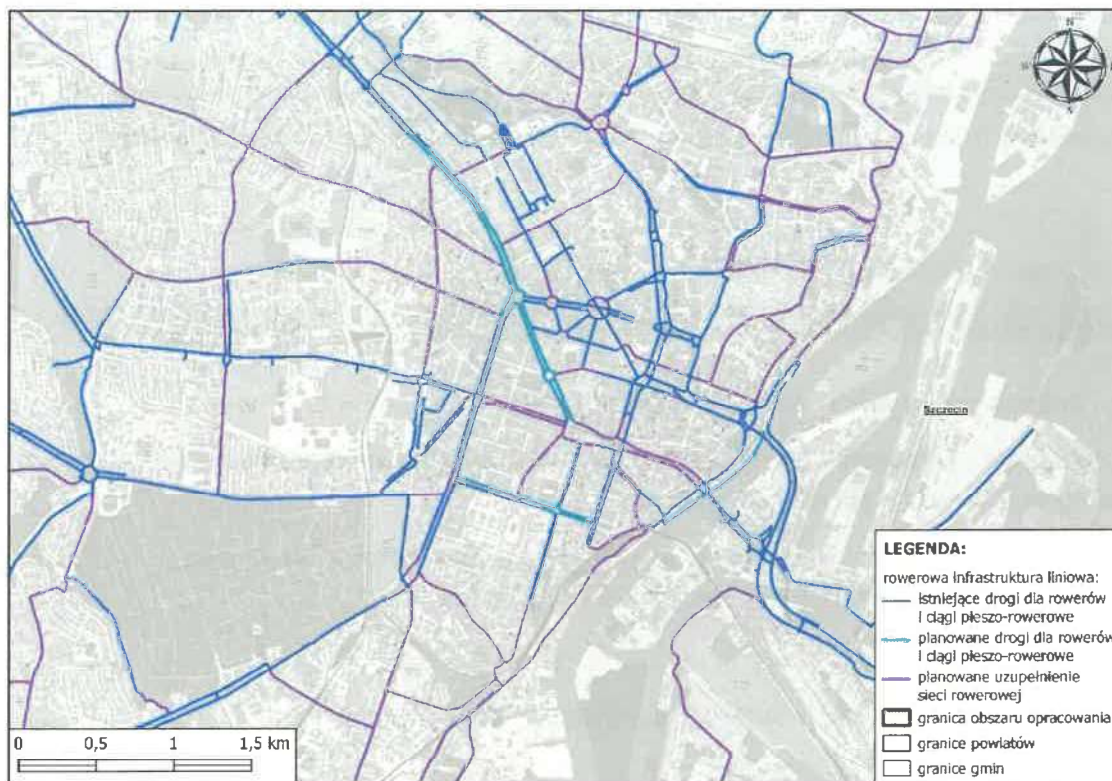 N
Szczecin
LEGENDA:
rowerowa infrastruktura liniowa:
istniejące drogi dla rowerów
i ciągi pieszo-rowerowe
planowane drogi dla rowerów
i ciągi pieszo-rowerowe
planowane uzupełnienie
sieci rowerowej
granica obszaru opracowania
granice powiatów
granice gmin
0 0,5 1 1,5 km